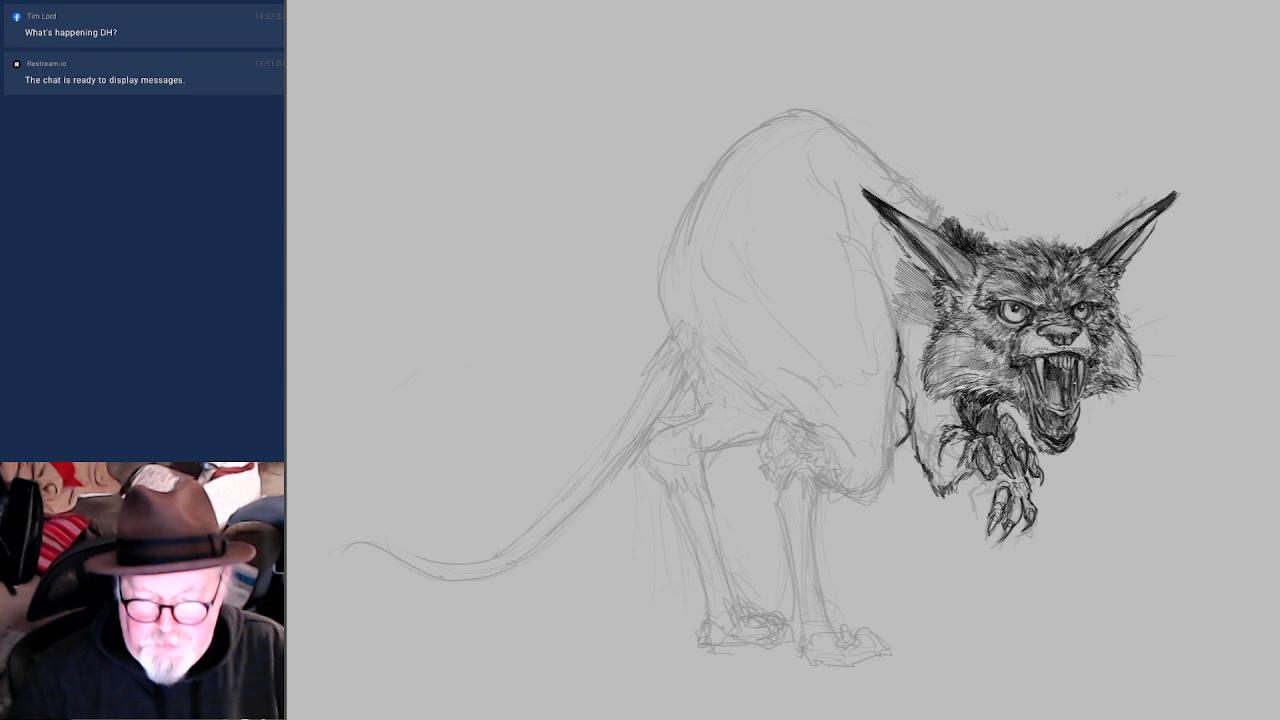 Tim Lord
What's happening DH?
Restream.io
The chat is ready to display messages.